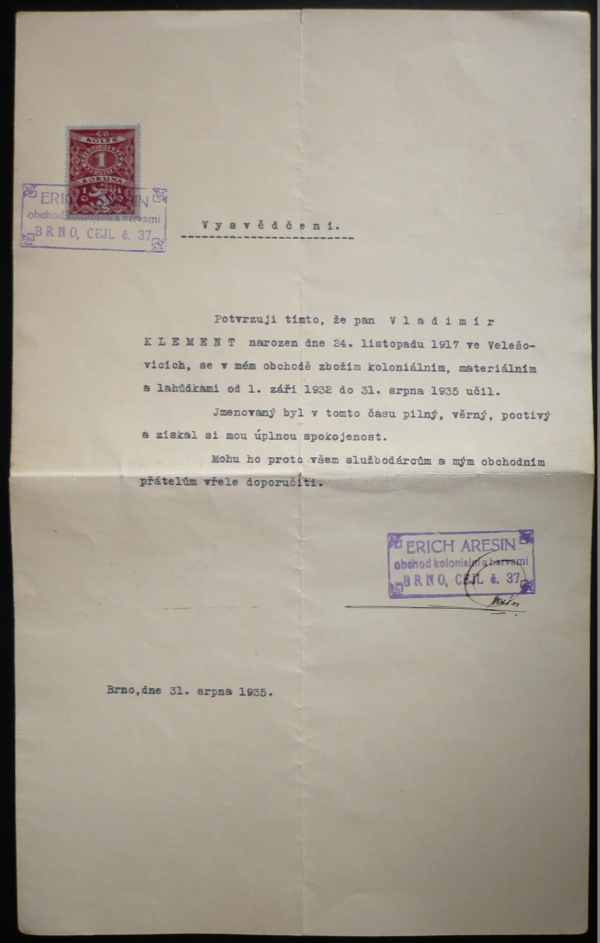 KOLEK
1
KORUNA
ERICH ARESIN
obchod kolonialni a barvami
BRNO, CEJL č. 37
Vysvědčení.
Potvrzuji tímto, že pan Vladimír
KLEMENT narozen dne 24. listopadu 1917 ve Velešo-
vicích, se v mém obchodě zbožím koloniálním, materiálním
a lahůdkami od 1. září 1932 do 31. srpna 1935 učil.
Jmenovaný byl v tomto času pilný, věrný, poctivý
a získal si mou úplnou spokojenost.
Mohu ho proto všem službodárcům a mým obchodním
přátelům vřele doporučiti.
ERICH ARESIN
obchod kolonialni a barvami
BRNO, CEJL č. 37
Brno, dne 31. srpna 1935.